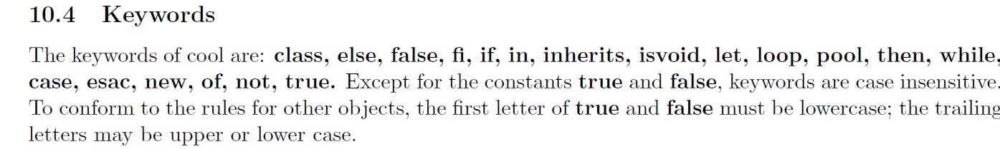 10.4 Keywords
The keywords of cool are: class, else, false, fi, if, in, inherits, isvoid, let, loop, pool, then, while,
case, esac, new, of, not, true. Except for the constants true and false, keywords are case insensitive.
To conform to the rules for other objects, the first letter of true and false must be lowercase; the trailing
letters may be upper or lower case.